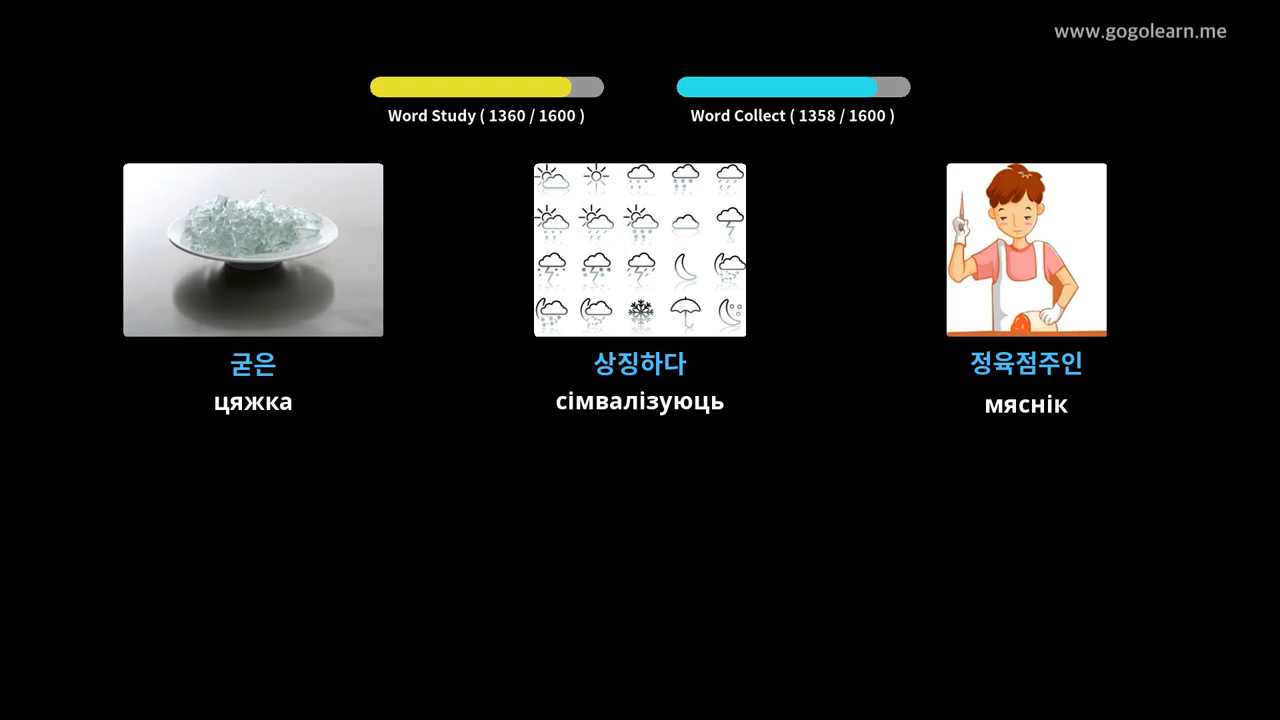 www.gogolearn.me
Word Study ( 1360 / 1600 )
Word Collect ( 1358 / 1600 )
굳은
цяжка
상징하다
сімвалізуюць
정육점주인
мяснік